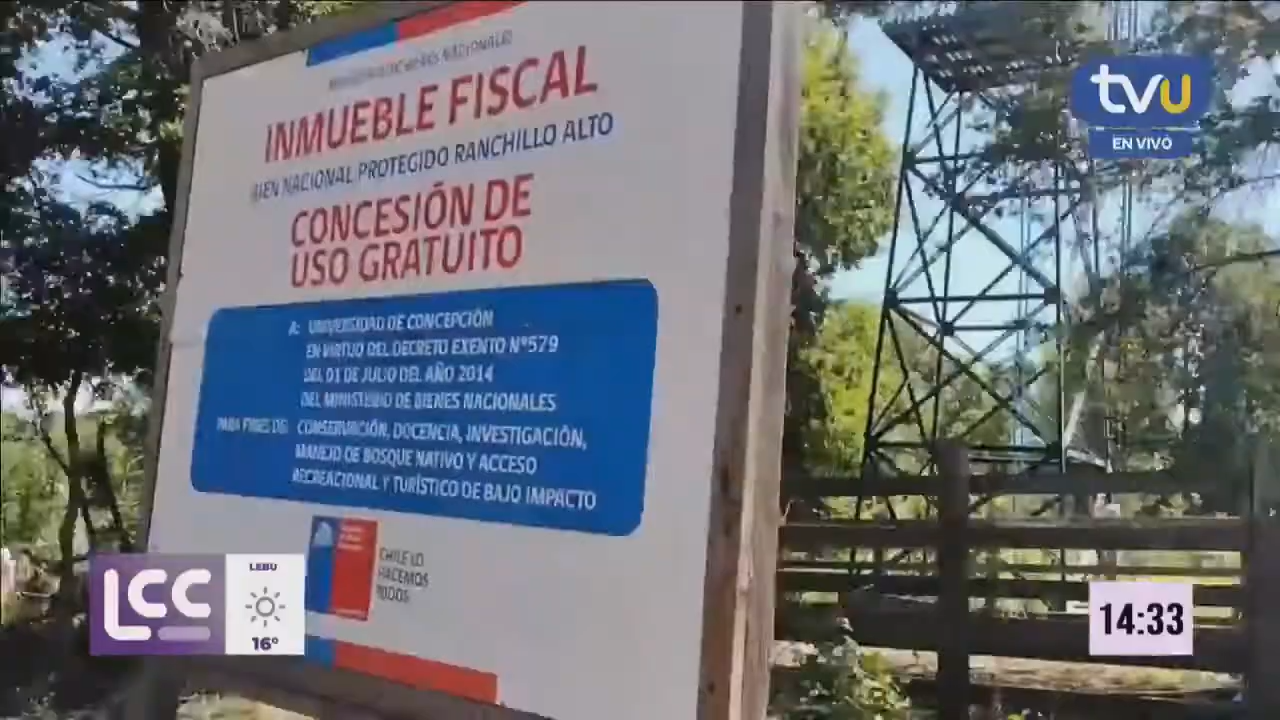 INMUEBLE FISCAL
BIEN NACIONAL PROTEGIDO RANCHILLO ALTO
CONCESIÓN DE
USO GRATUITO
A: UNIVERSIDAD DE CONCEPCIÓN
EN VIRTUD DEL DECRETO EXENTO N°579
DEL 01 DE JULIO DEL AÑO 2014
DEL MINISTERIO DE BIENES NACIONALES
PARA FINES DE: CONSERVACIÓN, DOCENCIA, INVESTIGACIÓN,
MANEJO DE BOSQUE NATIVO Y ACCESO
RECREACIONAL Y TURÍSTICO DE BAJO IMPACTO
CHILE LO
HACEMOS
TODOS
tvu
EN VIVO
LCC
LEBU
16°
14:33